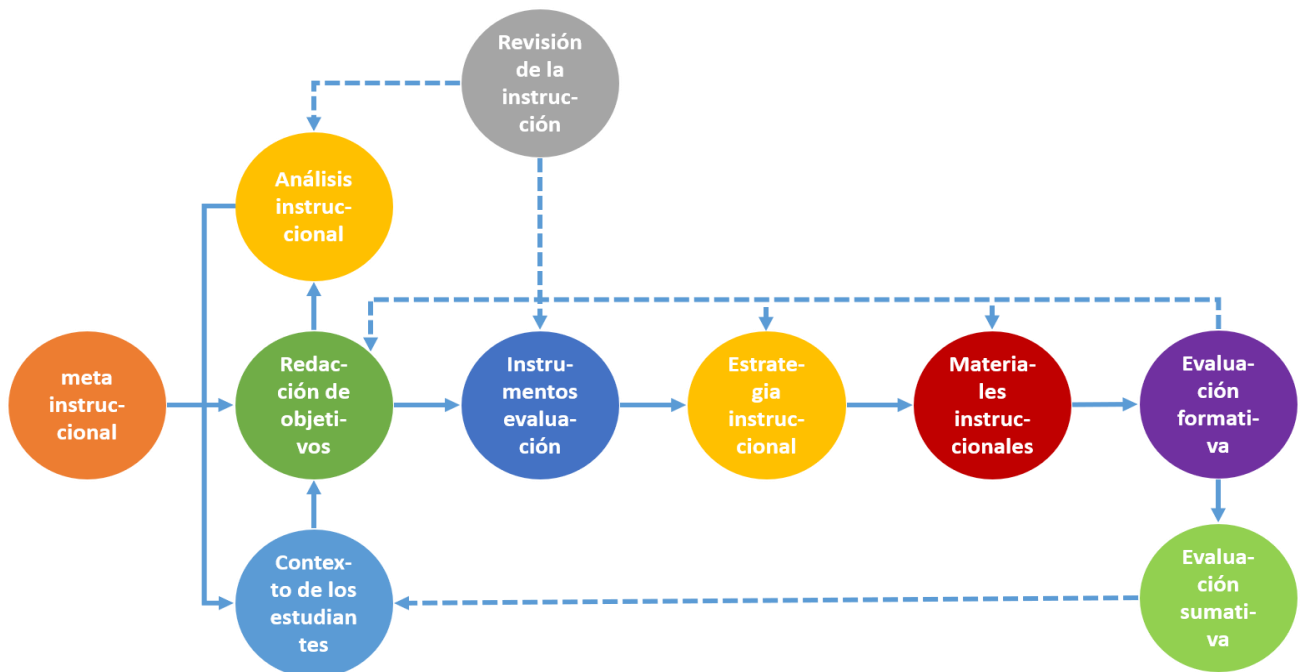 Revisión
de la
instruc-
ción
Análisis
instruc-
cional
meta
instruc-
cional
Redac-
ción de
objeti-
vos
Instru-
mentos
evalua-
ción
Estrate-
gia
instruc-
cional
Materia-
les
instruc-
cionales
Evalua-
ción
formati-
va
Contex-
to de los
estudian
tes
Evalua-
ción
sumati-
va